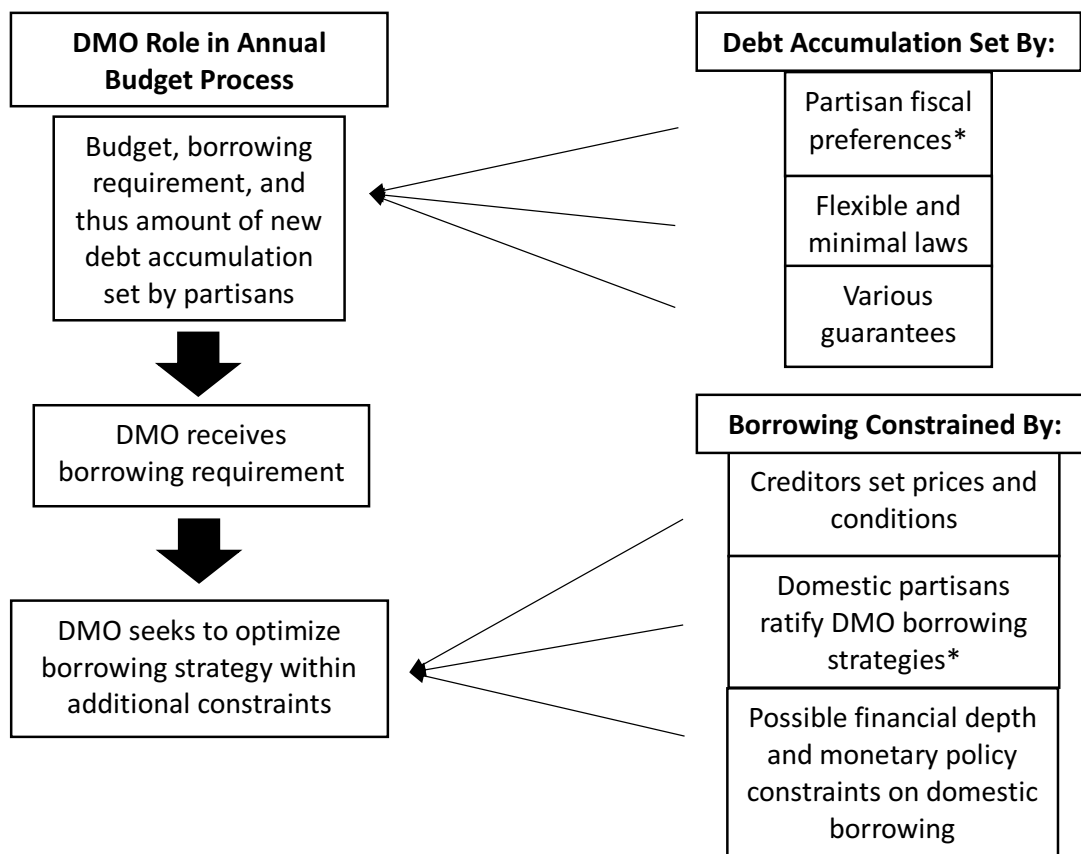 DMO Role in Annual
Budget Process
Budget, borrowing
requirement, and
thus amount of new
debt accumulation
set by partisans
DMO receives
borrowing requirement
DMO seeks to optimize
borrowing strategy within
additional constraints
Debt Accumulation Set By:
Partisan fiscal
preferences*
Flexible and
minimal laws
Various
guarantees
Borrowing Constrained By:
Creditors set prices and
conditions
Domestic partisans
ratify DMO borrowing
strategies*
Possible financial depth
and monetary policy
constraints on domestic
borrowing